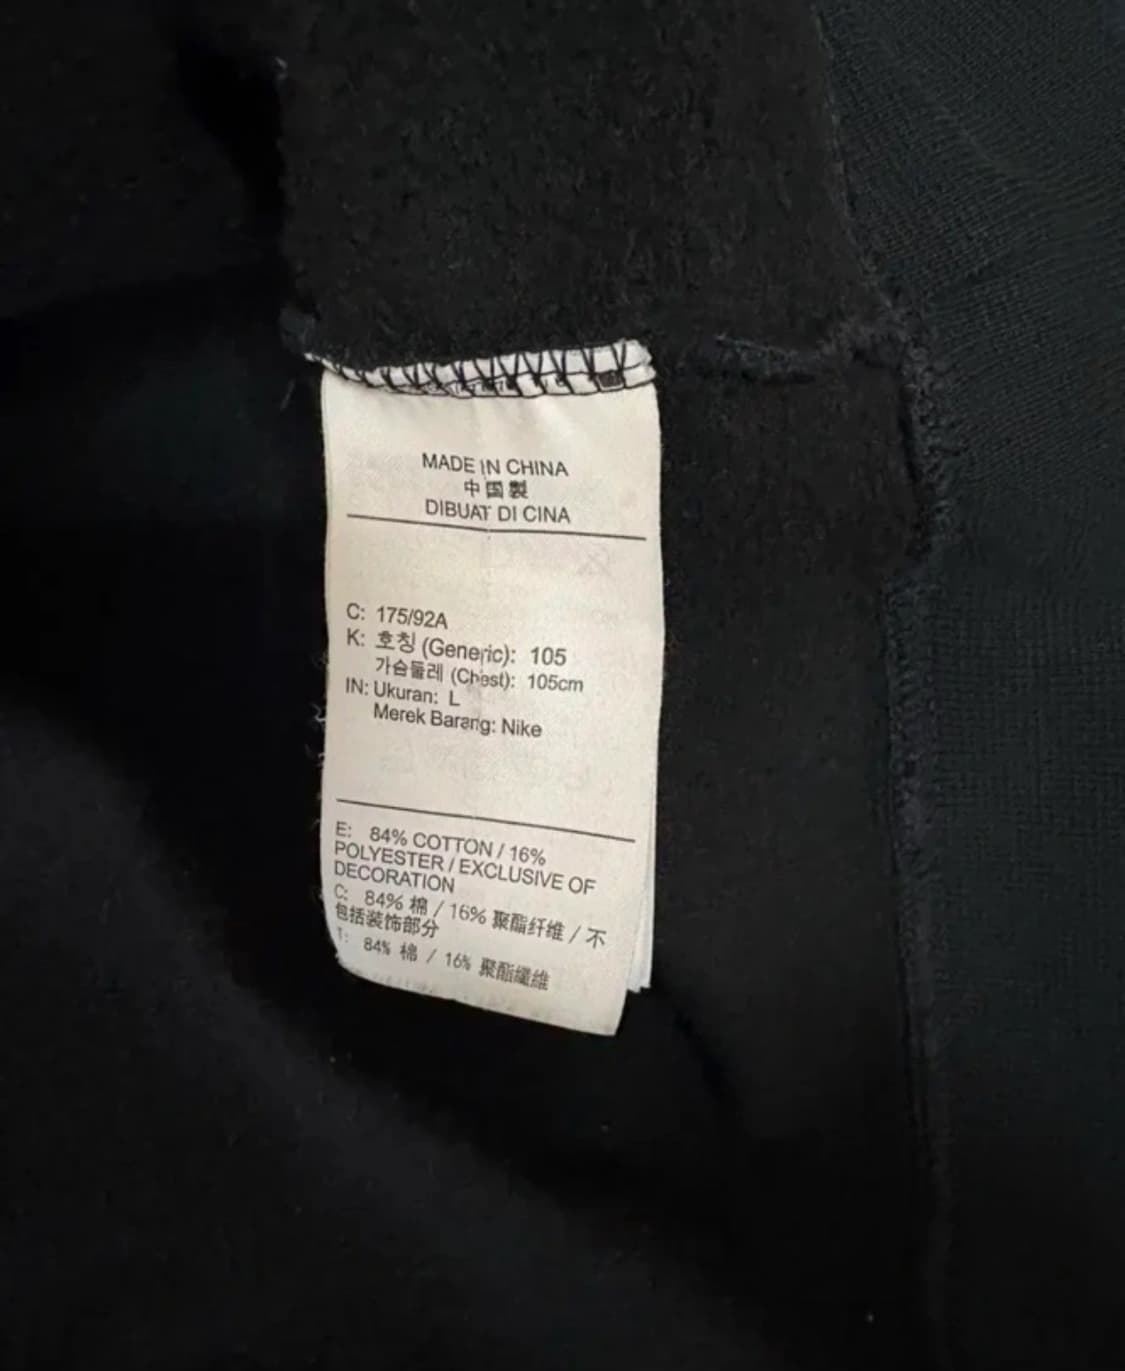 MADE IN CHINA
中国製
DIBUAT DI CINA
C: 175/92A
K: 호칭 (Generic): 105
가슴둘레 (Chest): 105cm
IN: Ukuran: L
Merek Barang: Nike
E: 84% COTTON / 16%
POLYESTER / EXCLUSIVE OF
DECORATION
C: 84% 棉 / 16% 聚酯纤维 / 不
包括装饰部分
T: 84% 棉 / 16% 聚酯纖維